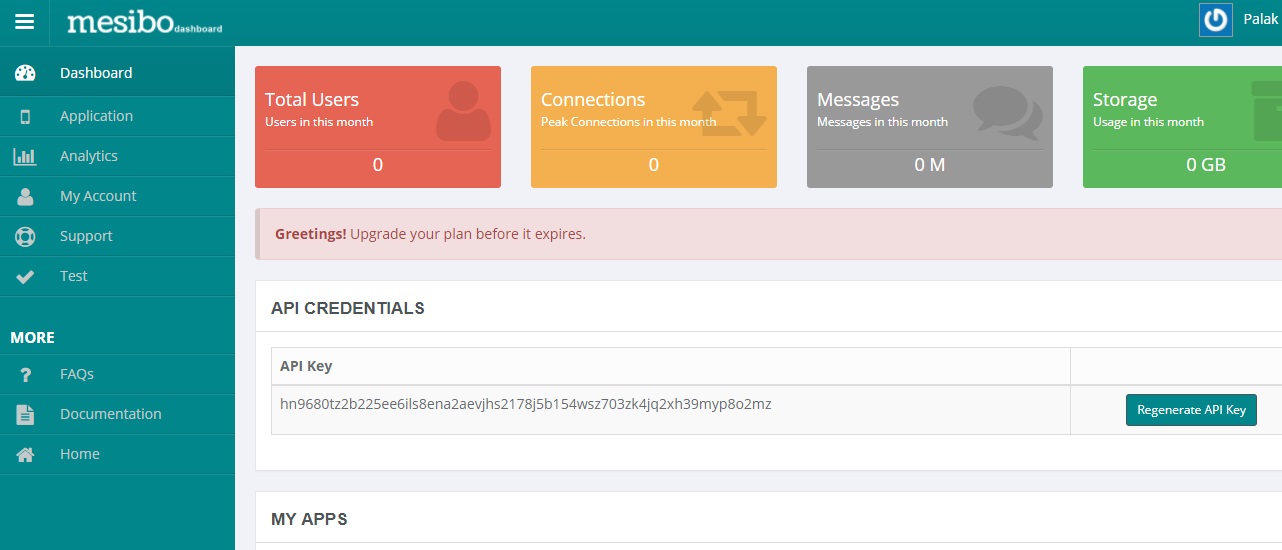 mesibo dashboard
Palak
Dashboard
Application
Analytics
My Account
Support
Test
MORE
FAQs
Documentation
Home
Total Users
Users in this month
0
Connections
Peak Connections in this month
0
Messages
Messages in this month
0 M
Storage
Usage in this month
0 GB
Greetings! Upgrade your plan before it expires.
API CREDENTIALS
API Key
hn9680tz2b225ee6ils8ena2aevjhs2178j5b154wsz703zk4jq2xh39myp8o2mz
Regenerate API Key
MY APPS